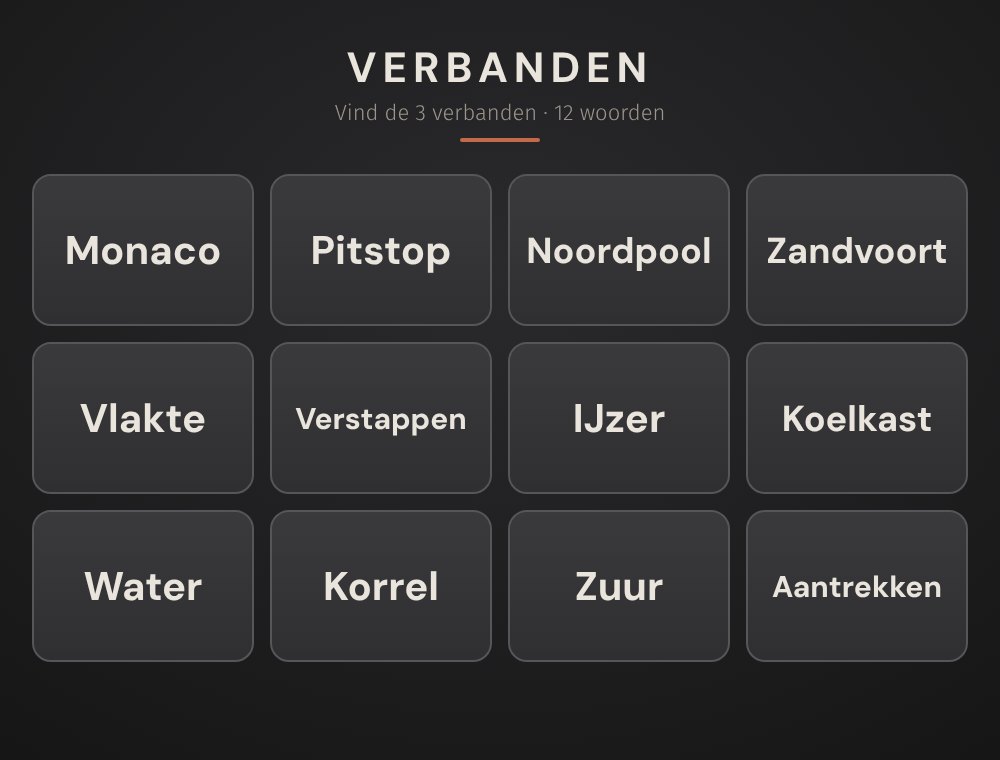 VERBANDEN
Vind de 3 verbanden · 12 woorden
Monaco Pitstop Noordpool Zandvoort
Vlakte Verstappen IJzer Koelkast
Water Korrel Zuur Aantrekken